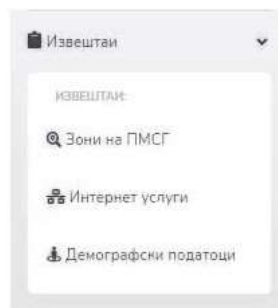 Извештаи
ИЗВЕШТАИ:
Зони на ПМСГ
Интернет услуги
Демографски податоци